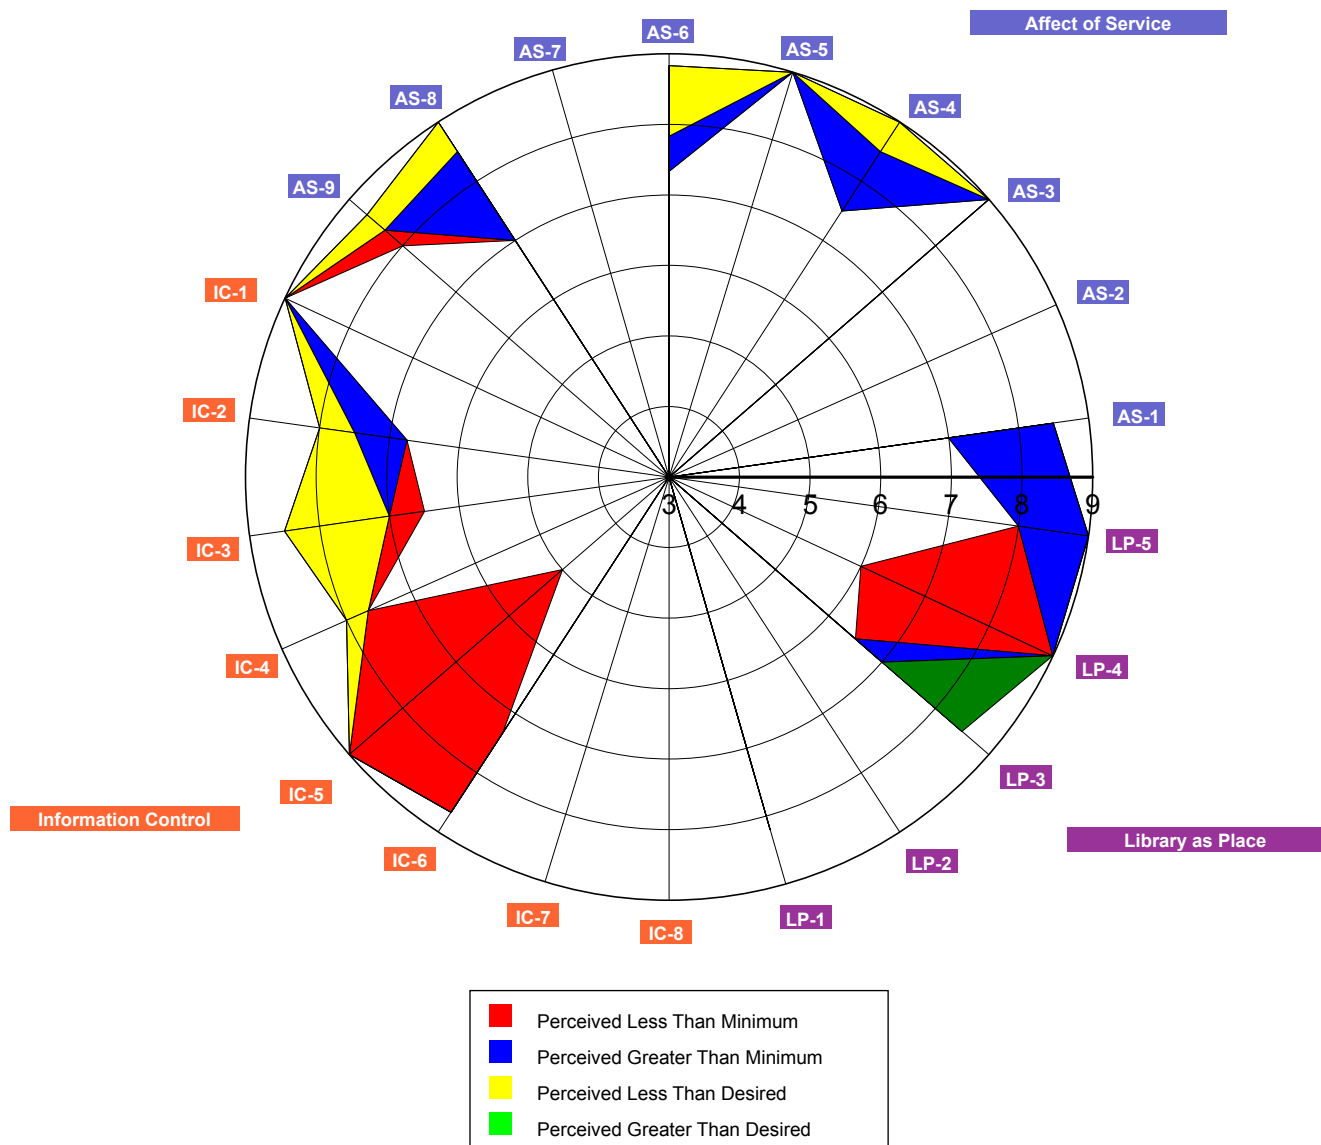 Affect of Service
AS-6
AS-7
AS-5
AS-8
AS-4
AS-9
AS-3
IC-1
AS-2
IC-2
AS-1
3
4
5
6
7
8
9
IC-3
LP-5
IC-4
LP-4
IC-5
LP-3
Information Control
Library as Place
IC-6
LP-2
IC-7
LP-1
IC-8
Perceived Less Than Minimum
Perceived Greater Than Minimum
Perceived Less Than Desired
Perceived Greater Than Desired